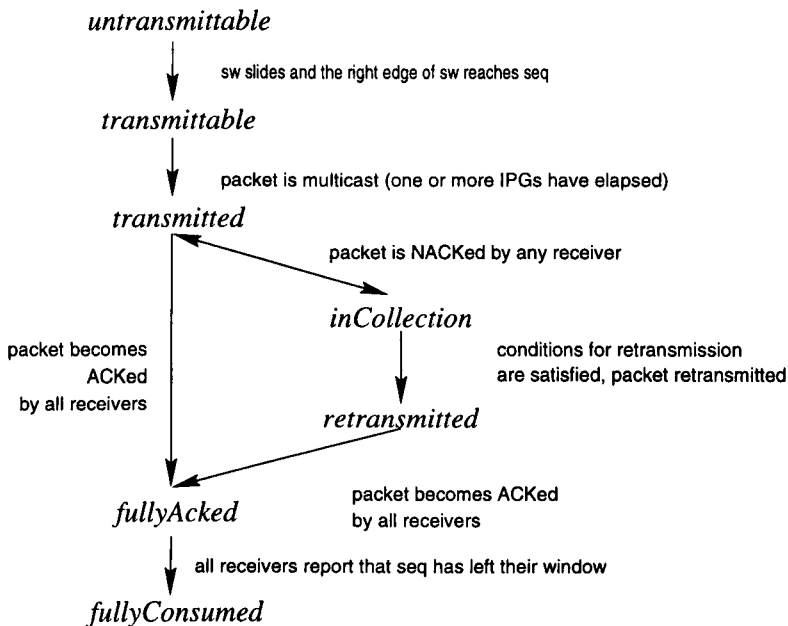 untransmittable
sw slides and the right edge of sw reaches seq
transmittable
packet is multicast (one or more IPGs have elapsed)
transmitted
packet is NACKed by any receiver
inCollection
packet becomes
ACKed
by all receivers
conditions for retransmission
are satisfied, packet retransmitted
retransmitted
packet becomes ACKed
by all receivers
fullyAcked
all receivers report that seq has left their window
fullyConsumed